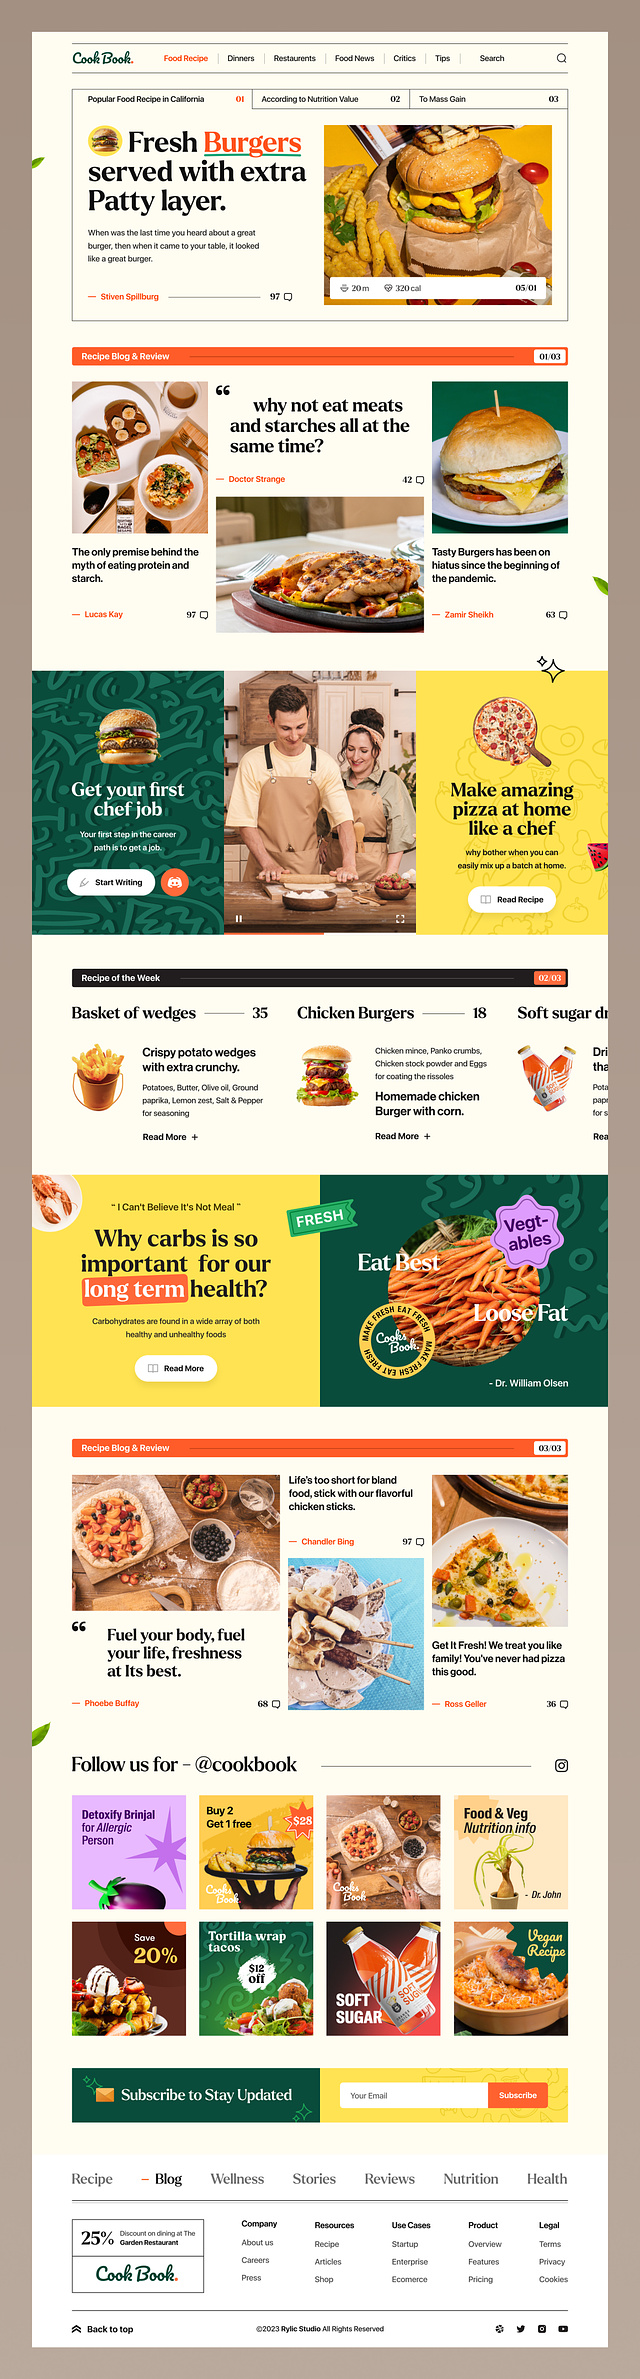 Cook Book.
Food Recipe
Dinners
Restaurents
Food News
Critics
Tips
Search
Popular Food Recipe in California 01
According to Nutrition Value 02
To Mass Gain 03
Fresh Burgers
served with extra
Patty layer.
When was the last time you heard about a great
burger, then when it came to your table, it looked
like a great burger.
Stiven Spillburg
97
20 m
320 cal
05/01
Recipe Blog & Review
01/03
“
why not eat meats
and starches all at the
same time?
Doctor Strange
42
The only premise behind the
myth of eating protein and
starch.
Lucas Kay
97
Tasty Burgers has been on
hiatus since the beginning of
the pandemic.
Zamir Sheikh
63
Get your first
chef job
Your first step in the career
path is to get a job.
Start Writing
Make amazing
pizza at home
like a chef
why bother when you can
easily mix up a batch at home.
Read Recipe
Recipe of the Week
02/03
Basket of wedges 35
Crispy potato wedges
with extra crunchy.
Potatoes, Butter, Olive oil, Ground
paprika, Lemon zest, Salt & Pepper
for seasoning
Read More +
Chicken Burgers 18
Chicken mince, Panko crumbs,
Chicken stock powder and Eggs
for coating the rissoles
Homemade chicken
Burger with corn.
Read More +
Soft sugar dr
Dri
tha
Pota
papr
for s
Rea
“ I Can't Believe It's Not Meal ”
Why carbs is so
important for our
long term health?
Carbohydrates are found in a wide array of both
healthy and unhealthy foods
Read More
FRESH
Vegt-
ables
Eat Best
Loose Fat
MAKE FRESH EAT FRESH MAKE FRESH EAT FRESH
Cooks
Book.
- Dr. William Olsen
Recipe Blog & Review
03/03
“
Fuel your body, fuel
your life, freshness
at Its best.
Phoebe Buffay
68
Life's too short for bland
food, stick with our flavorful
chicken sticks.
Chandler Bing
97
Get It Fresh! We treat you like
family! You've never had pizza
this good.
Ross Geller
36
Follow us for - @cookbook
Detoxify Brinjal
for Allergic
Person
Buy 2
Get 1 free
$28
Cooks
Book.
Cooks
Book.
Food & Veg
Nutrition info
- Dr. John
Save
20%
Tortilla wrap
tacos
$12
off
SOFT
SUGAR
Vegan
Recipe
Subscribe to Stay Updated
Your Email
Subscribe
Recipe
– Blog
Wellness
Stories
Reviews
Nutrition
Health
25%
Discount on dining at The
Garden Restaurant
Cook Book.
Company
About us
Careers
Press
Resources
Recipe
Articles
Shop
Use Cases
Startup
Enterprise
Ecomerce
Product
Overview
Features
Pricing
Legal
Terms
Privacy
Cookies
Back to top
©2023 Rylic Studio All Rights Reserved